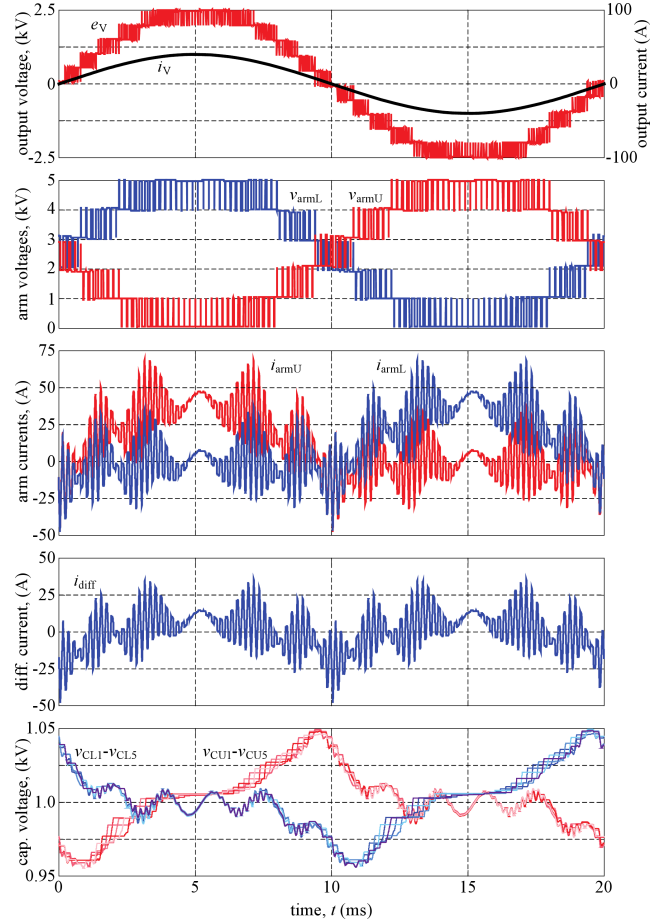 output voltage, (kV)
2.5
0
-2.5
e_V
i_V
100
0
-100
output current (A)
arm voltages, (kV)
5
4
3
2
1
0
v_armL
v_armU
arm currents, (A)
75
50
25
0
-25
50
i_armU
i_armL
diff. current, (A)
50
25
0
-25
-50
i_diff
cap. voltage, (kV)
1.05
1.0
0.95
v_CL1-v_CL5
v_CU1-v_CU5
0
5
10
15
20
time, t (ms)